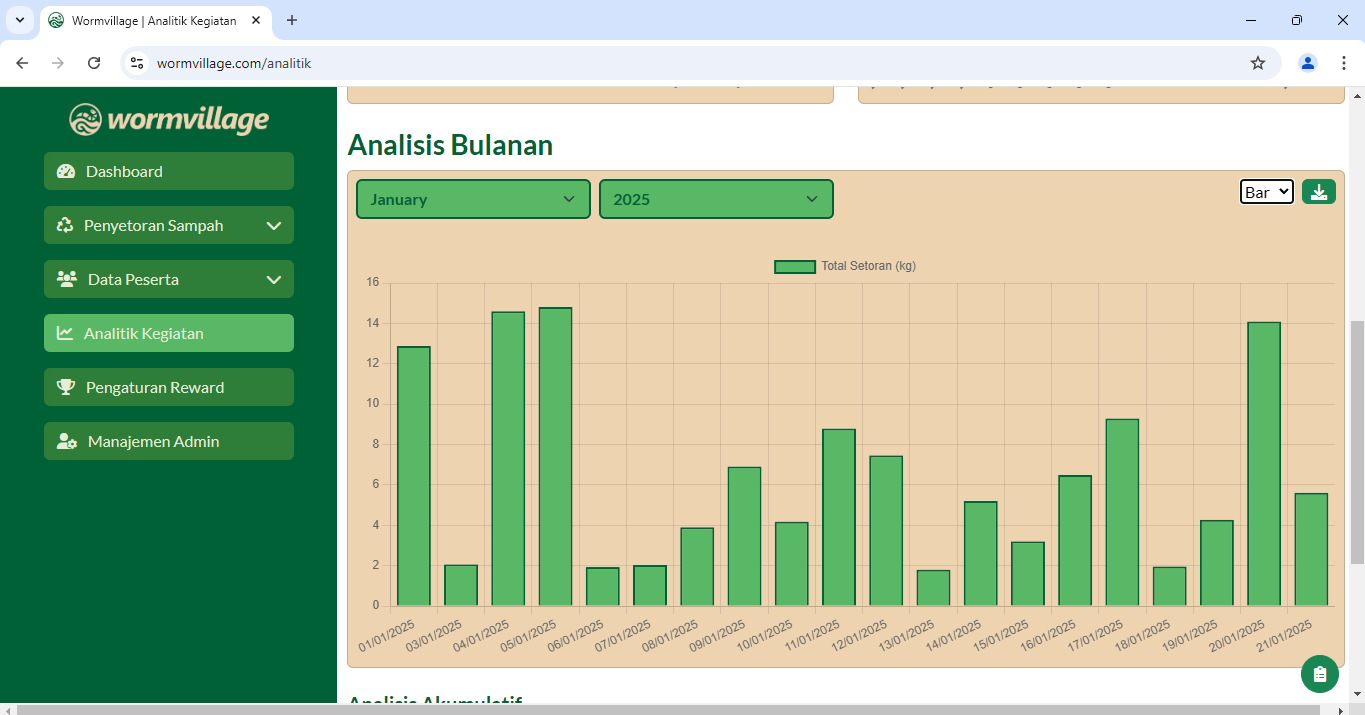 Wormvillage | Analitik Kegiatan
wormvillage.com/analitik
wormvillage
Dashboard
Penyetoran Sampah
Data Peserta
Analitik Kegiatan
Pengaturan Reward
Manajemen Admin
Analisis Bulanan
January
2025
Bar
Total Setoran (kg)
16
14
12
10
8
6
4
2
0
01/01/2025
03/01/2025
04/01/2025
05/01/2025
06/01/2025
07/01/2025
08/01/2025
09/01/2025
10/01/2025
11/01/2025
12/01/2025
13/01/2025
14/01/2025
15/01/2025
16/01/2025
17/01/2025
18/01/2025
19/01/2025
20/01/2025
21/01/2025
Analisis Akumulatif